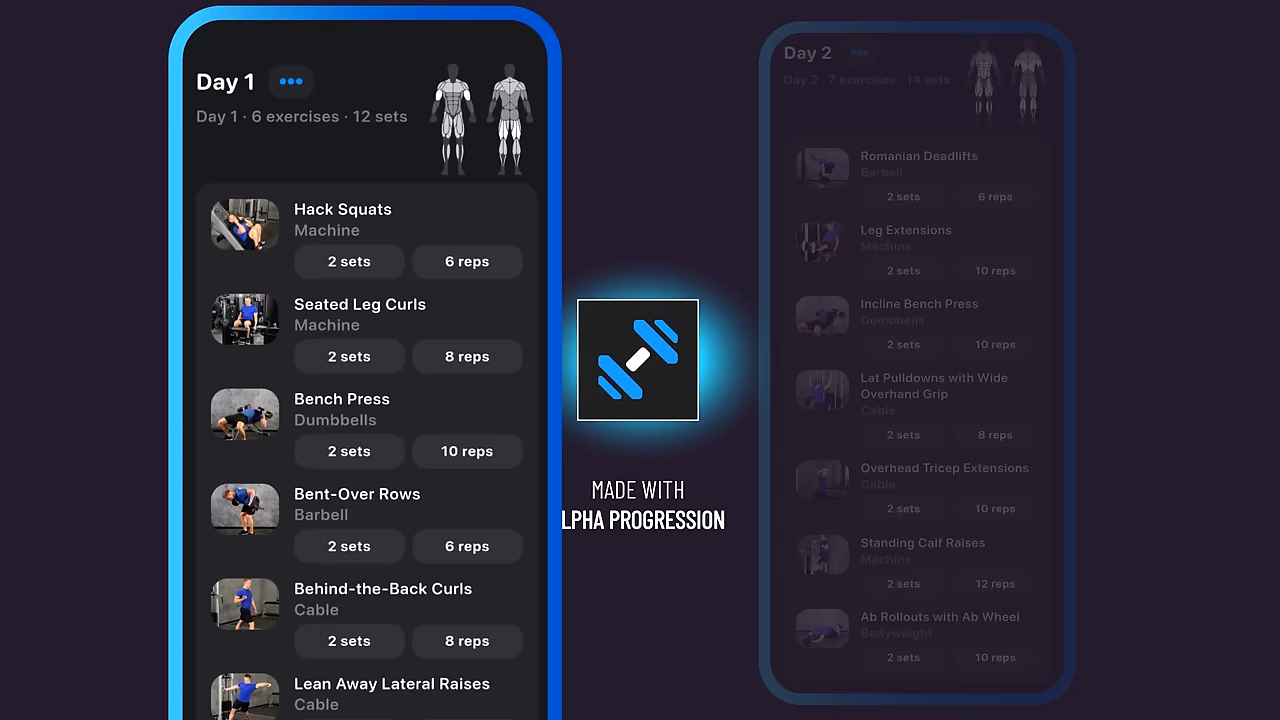 Day 1
Day 1 · 6 exercises · 12 sets
Hack Squats
Machine
2 sets
6 reps
Seated Leg Curls
Machine
2 sets
8 reps
Bench Press
Dumbbells
2 sets
10 reps
Bent-Over Rows
Barbell
2 sets
6 reps
Behind-the-Back Curls
Cable
2 sets
8 reps
Lean Away Lateral Raises
Cable
MADE WITH
LPHA PROGRESSION
Day 2
Day 2 · 7 exercises · 14 sets
Romanian Deadlifts
Barbell
2 sets
6 reps
Leg Extensions
Machine
2 sets
10 reps
Incline Bench Press
Dumbbells
2 sets
10 reps
Lat Pulldowns with Wide
Overhand Grip
Cable
2 sets
8 reps
Overhead Tricep Extensions
Cable
2 sets
10 reps
Standing Calf Raises
Machine
2 sets
12 reps
Ab Rollouts with Ab Wheel
Bodyweight
2 sets
10 reps